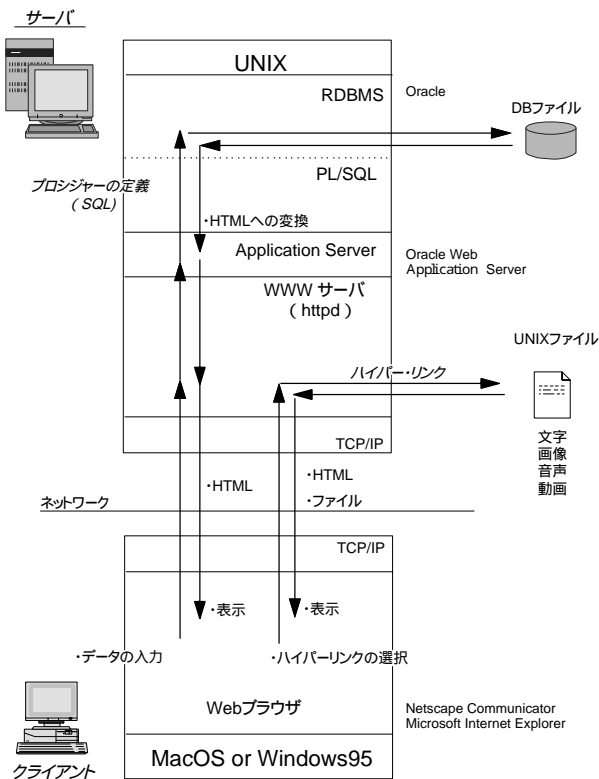 サーバ
UNIX
RDBMS
Oracle
DBファイル
PL/SQL
プロシジャーの定義
( SQL)
・HTMLへの変換
Application Server
Oracle Web
Application Server
WWW サーバ
( httpd )
UNIXファイル
ハイパー・リンク
文字
画像
音声
動画
TCP/IP
・HTML
・HTML
・ファイル
ネットワーク
TCP/IP
・表示
・表示
・データの入力
・ハイパーリンクの選択
Webブラウザ
Netscape Communicator
Microsoft Internet Explorer
MacOS or Windows95
クライアント